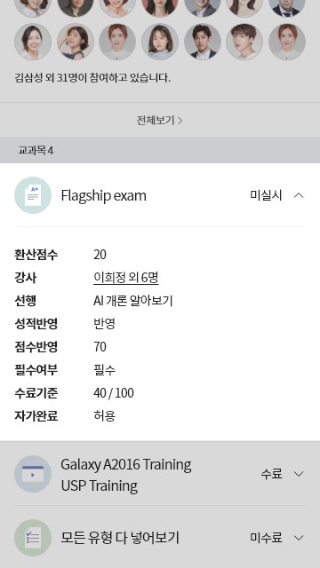 김삼성 외 31명이 참여하고 있습니다.
전체보기
교과목 4
A+
Flagship exam 미실시
환산점수 20
강사 이희정 외 6명
선행 AI 개론 알아보기
성적반영 반영
점수반영 70
필수여부 필수
수료기준 40 / 100
자가완료 허용
Galaxy A2016 Training
USP Training 수료
모든 유형 다 넣어보기 미수료